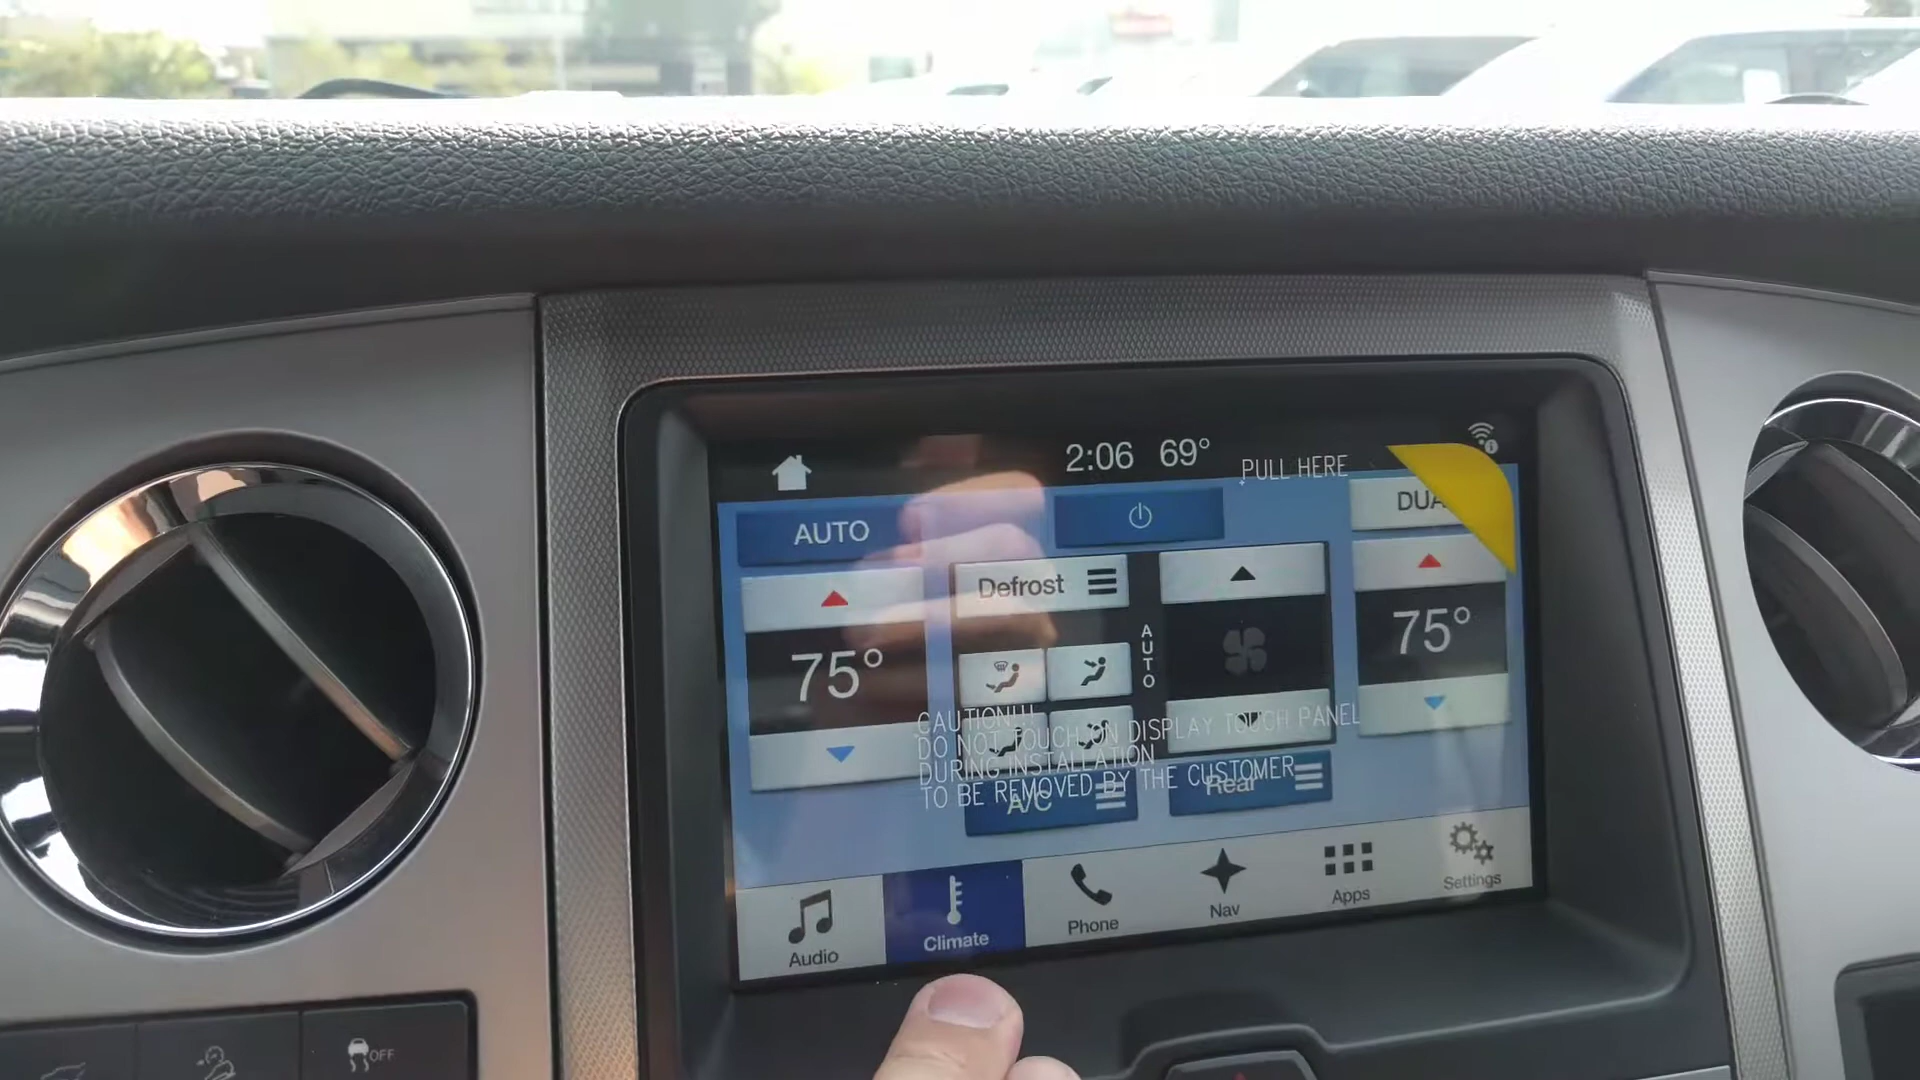 2:06 69°
PULL HERE
AUTO
DUA
Defrost
AUTO
75°
75°
CAUTION!!!
DO NOT TOUCH ON DISPLAY TOUCH PANEL
DURING INSTALLATION
TO BE REMOVED BY THE CUSTOMER
A/C
Rear
Audio
Climate
Phone
Nav
Apps
Settings
OFF